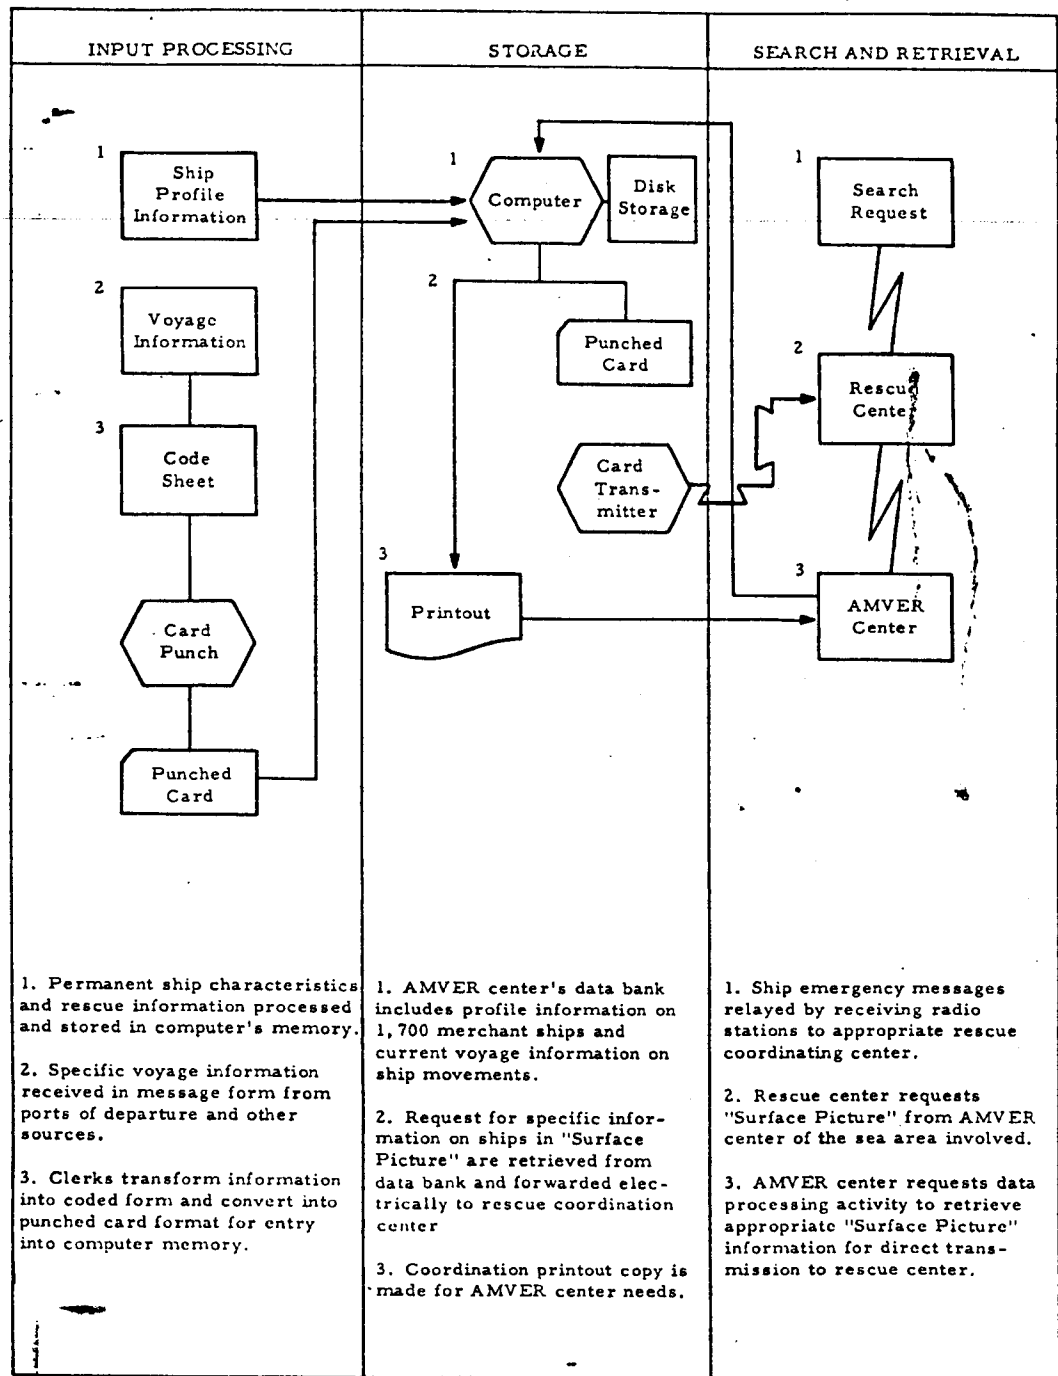 INPUT PROCESSING
STORAGE
SEARCH AND RETRIEVAL
1
Ship
Profile
Information
2
Voyage
Information
3
Code
Sheet
Card
Punch
Punched
Card
1
Computer
Disk
Storage
2
Punched
Card
Card
Trans-
mitter
3
Printout
1
Search
Request
2
Rescue
Center
3
AMVER
Center
1. Permanent ship characteristics
and rescue information processed
and stored in computer's memory.
2. Specific voyage information
received in message form from
ports of departure and other
sources.
3. Clerks transform information
into coded form and convert into
punched card format for entry
into computer memory.
1. AMVER center's data bank
includes profile information on
1,700 merchant ships and
current voyage information on
ship movements.
2. Request for specific infor-
mation on ships in "Surface
Picture" are retrieved from
data bank and forwarded elec-
trically to rescue coordination
center
3. Coordination printout copy is
made for AMVER center needs.
1. Ship emergency messages
relayed by receiving radio
stations to appropriate rescue
coordinating center.
2. Rescue center requests
"Surface Picture" from AMVER
center of the sea area involved.
3. AMVER center requests data
processing activity to retrieve
appropriate "Surface Picture"
information for direct trans-
mission to rescue center.